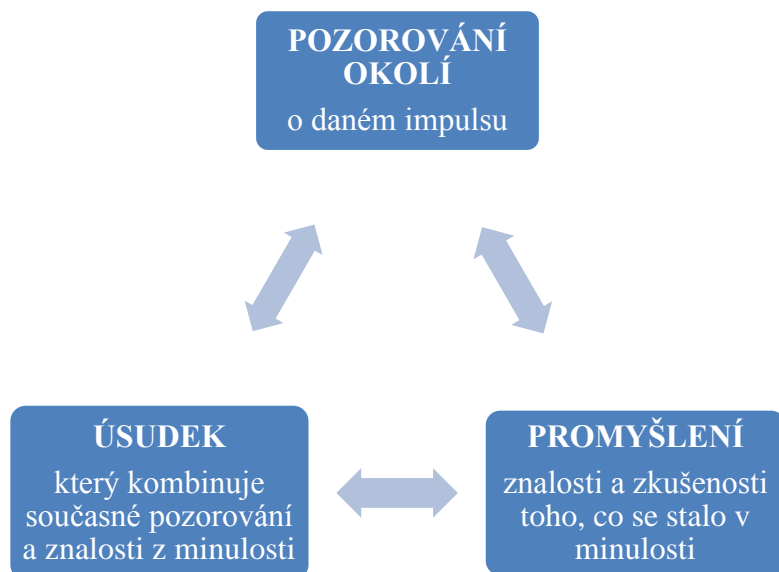 POZOROVÁNÍ
OKOLÍ
o daném impulsu
ÚSUDEK
který kombinuje
současné pozorování
a znalosti z minulosti
PROMYŠLENÍ
znalosti a zkušenosti
toho, co se stalo v
minulosti